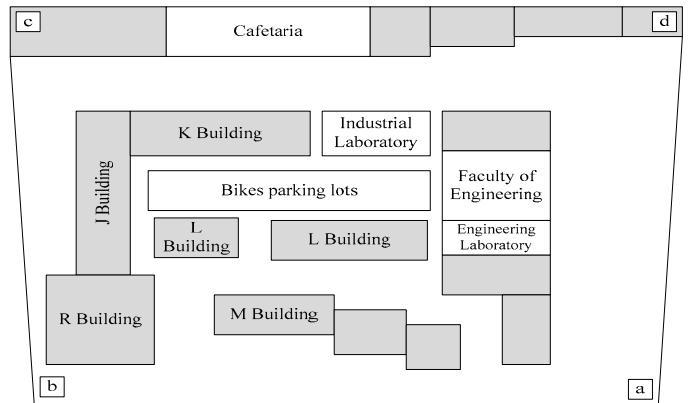 c
Cafetaria
d
K Building
Industrial
Laboratory
J Building
Faculty of
Engineering
Bikes parking lots
L
Building
L Building
Engineering
Laboratory
R Building
M Building
b
a